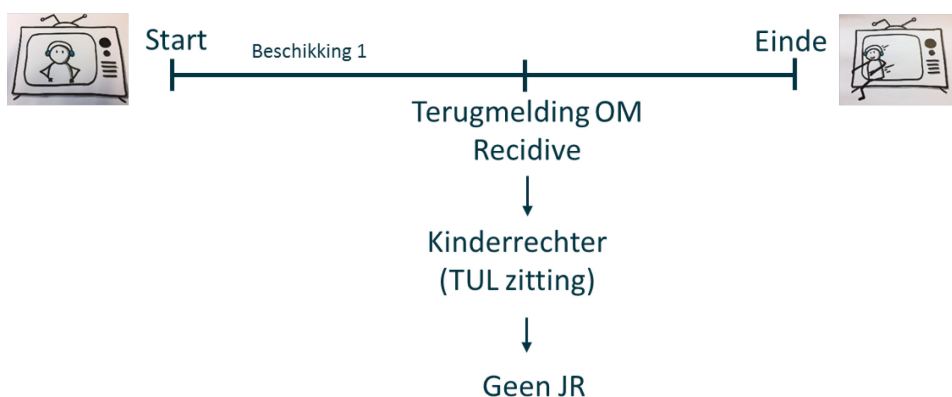 Start
Beschikking 1
Einde
Terugmelding OM
Recidive
Kinderrechter
(TUL zitting)
Geen JR